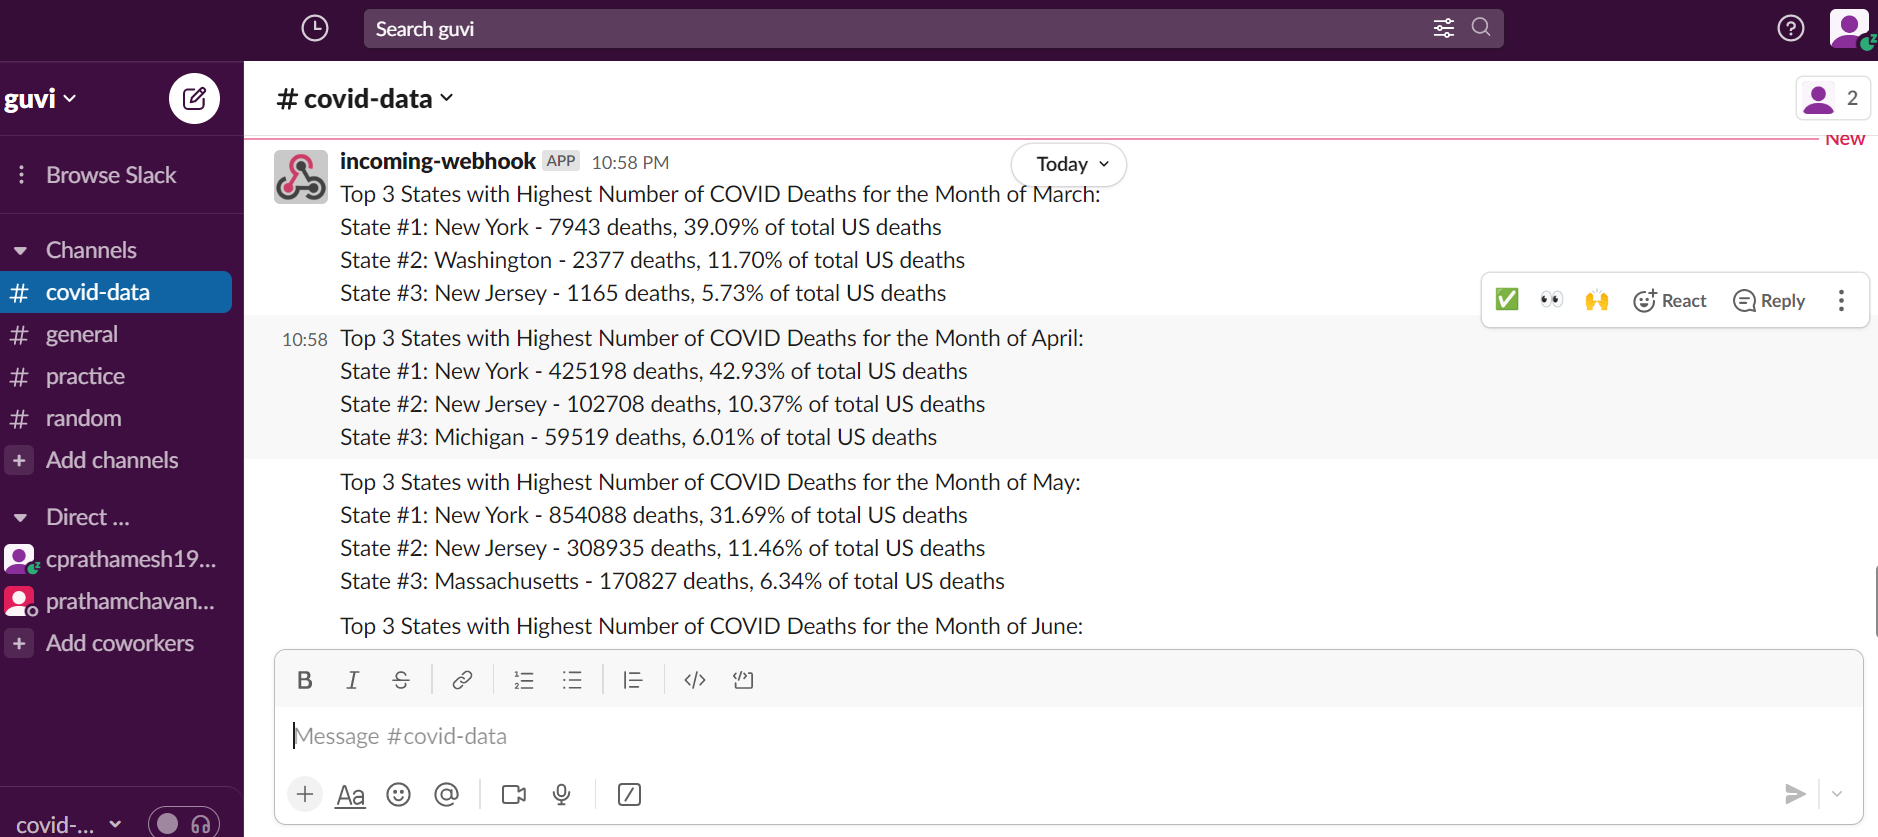 Search guvi
guvi
Browse Slack
Channels
# covid-data
# general
# practice
# random
+ Add channels
Direct ...
cprathamesh19...
prathamchavan...
+ Add coworkers
covid-...
# covid-data
2
New
Today
incoming-webhook APP 10:58 PM
Top 3 States with Highest Number of COVID Deaths for the Month of March:
State #1: New York - 7943 deaths, 39.09% of total US deaths
State #2: Washington - 2377 deaths, 11.70% of total US deaths
State #3: New Jersey - 1165 deaths, 5.73% of total US deaths
React Reply
10:58 Top 3 States with Highest Number of COVID Deaths for the Month of April:
State #1: New York - 425198 deaths, 42.93% of total US deaths
State #2: New Jersey - 102708 deaths, 10.37% of total US deaths
State #3: Michigan - 59519 deaths, 6.01% of total US deaths
Top 3 States with Highest Number of COVID Deaths for the Month of May:
State #1: New York - 854088 deaths, 31.69% of total US deaths
State #2: New Jersey - 308935 deaths, 11.46% of total US deaths
State #3: Massachusetts - 170827 deaths, 6.34% of total US deaths
Top 3 States with Highest Number of COVID Deaths for the Month of June:
B I S
Message #covid-data
+ Aa @